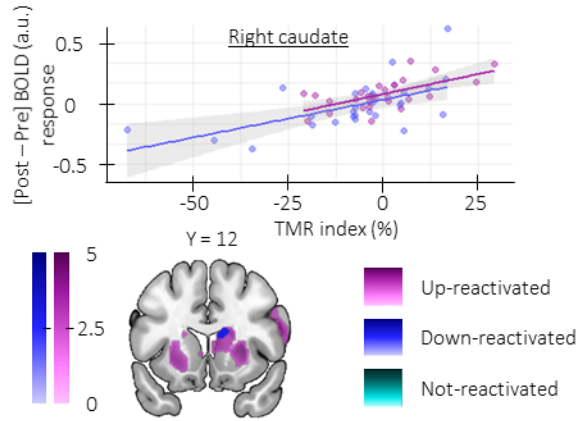 [Post – Pre] BOLD (a.u.)
response
Right caudate
0.5
0
-0.5
-50
-25
0
25
TMR index (%)
Y = 12
5
2.5
0
Up-reactivated
Down-reactivated
Not-reactivated